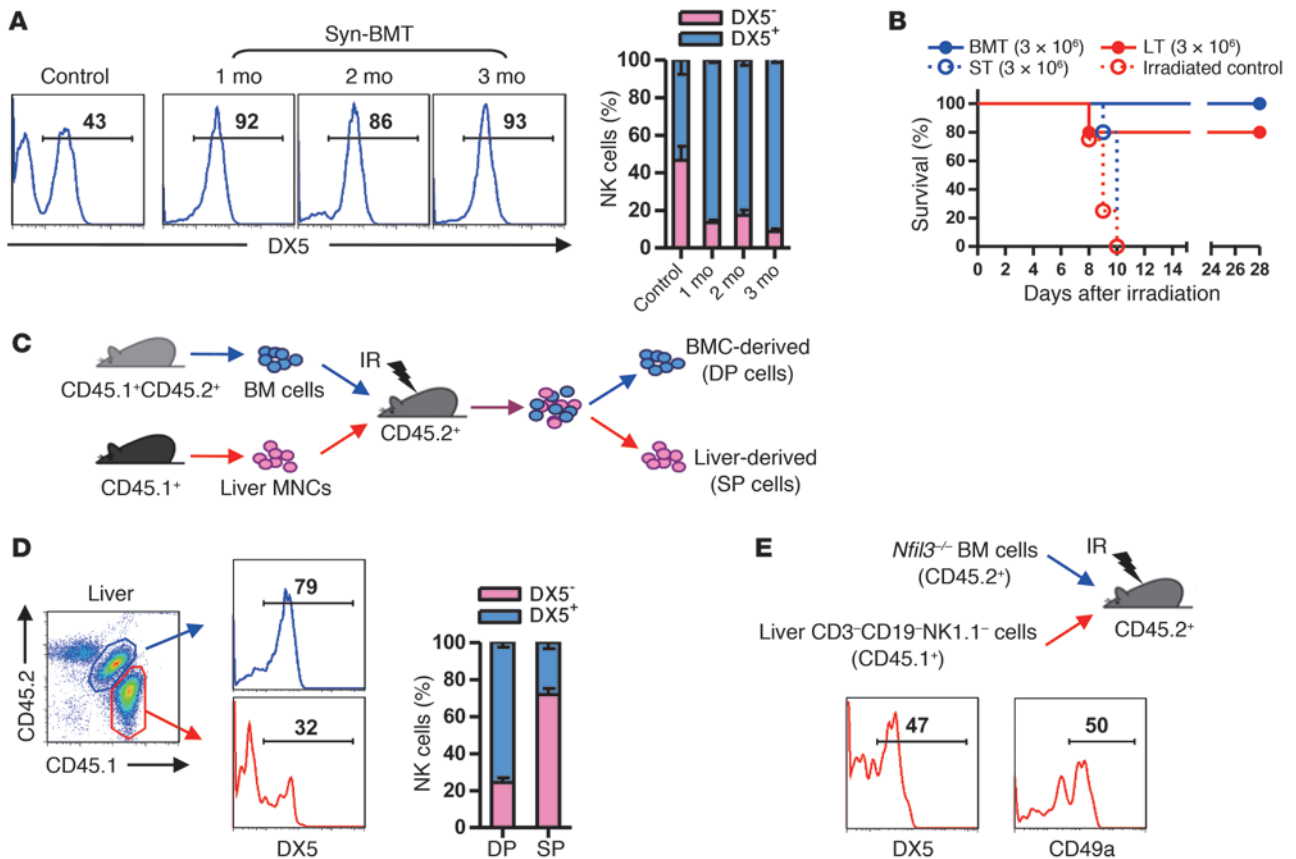 A
Syn-BMT
Control
1 mo
2 mo
3 mo
43
92
86
93
DX5
DX5⁻
DX5⁺
NK cells (%)
100
80
60
40
20
0
Control
1 mo
2 mo
3 mo
B
BMT (3 × 10⁶)
LT (3 × 10⁶)
ST (3 × 10⁶)
Irradiated control
Survival (%)
100
80
60
40
20
0
0 2 4 6 8 10 12 14 24 26 28
Days after irradiation
C
CD45.1⁺CD45.2⁺
BM cells
IR
CD45.2⁺
BMC-derived
(DP cells)
CD45.1⁺
Liver MNCs
Liver-derived
(SP cells)
D
Liver
CD45.2
CD45.1
79
32
DX5
DX5⁻
DX5⁺
NK cells (%)
100
80
60
40
20
0
DP SP
E
Nfil3⁻/⁻ BM cells
(CD45.2⁺)
IR
Liver CD3⁻CD19⁻NK1.1⁻ cells
(CD45.1⁺)
CD45.2⁺
47
50
DX5
CD49a